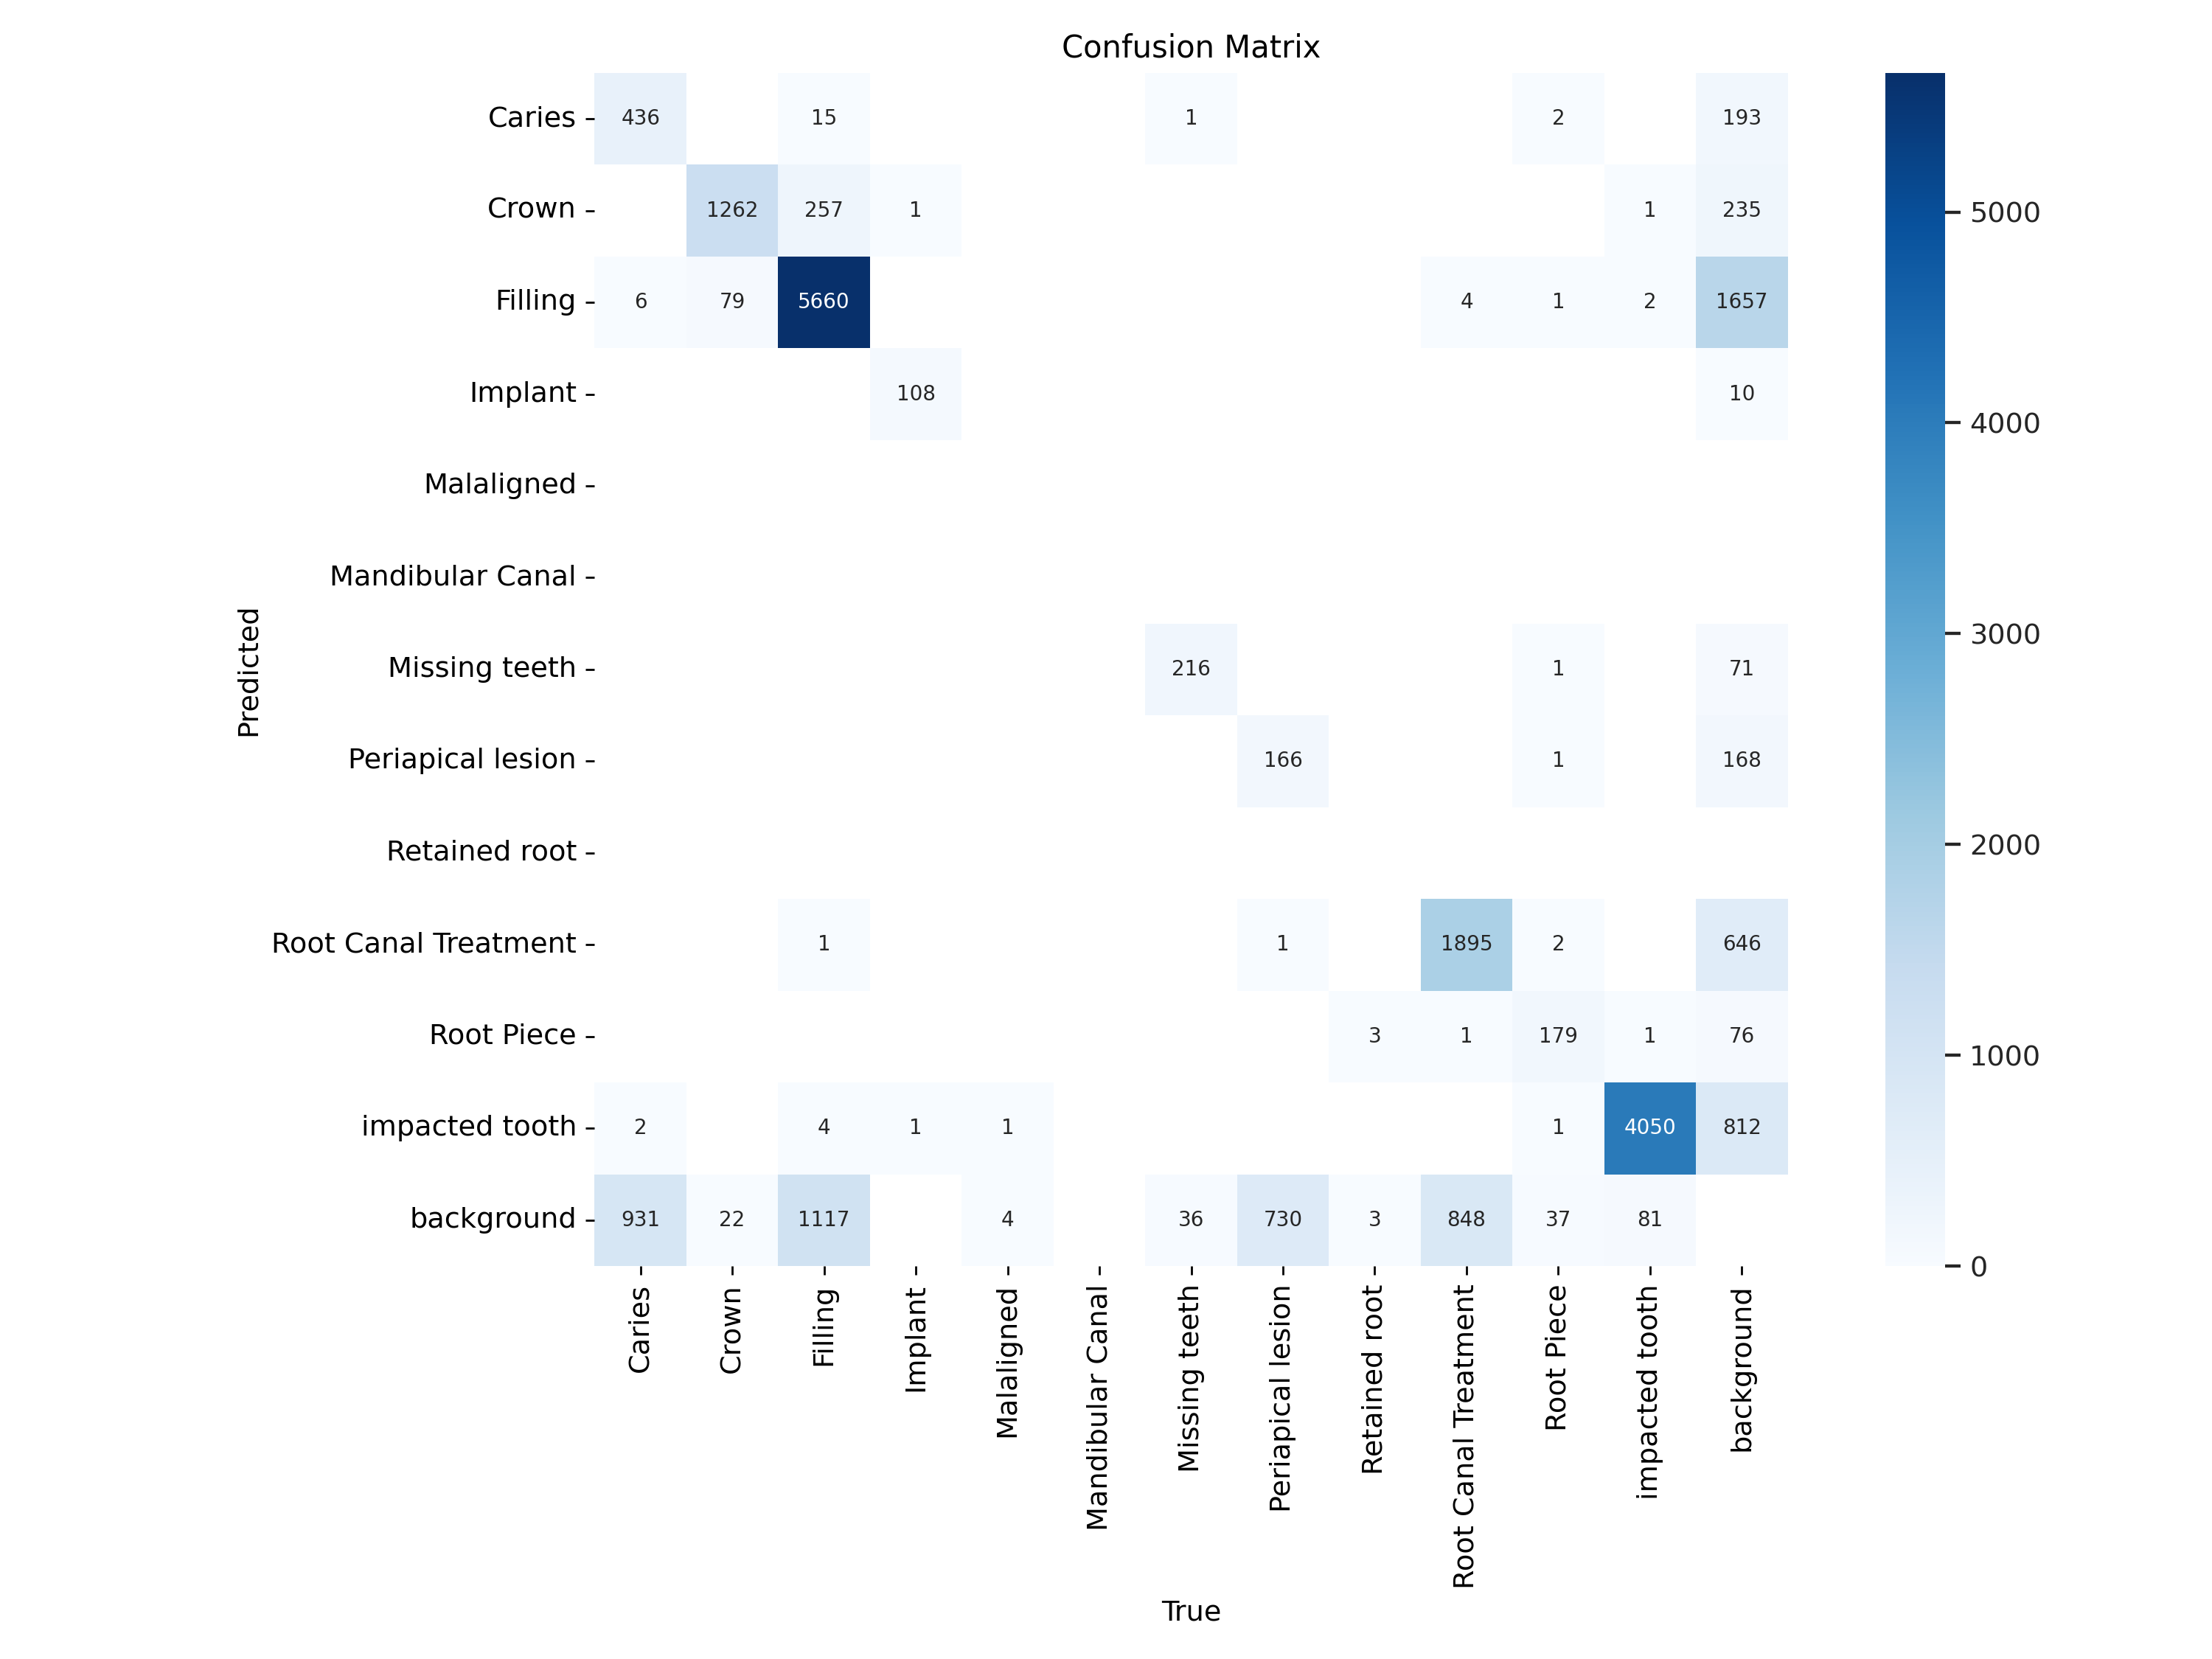 Confusion Matrix
Caries 436 15 1 2 193
Crown 1262 257 1 1 235
Filling 6 79 5660 4 1 2 1657
Implant 108 10
Malaligned
Mandibular Canal
Missing teeth 216 1 71
Periapical lesion 166 1 168
Retained root
Root Canal Treatment 1 1 1895 2 646
Root Piece 3 1 179 1 76
impacted tooth 2 4 1 1 1 4050 812
background 931 22 1117 4 36 730 3 848 37 81
Predicted
Caries
Crown
Filling
Implant
Malaligned
Mandibular Canal
Missing teeth
Periapical lesion
Retained root
Root Canal Treatment
Root Piece
impacted tooth
background
True
5000
4000
3000
2000
1000
0